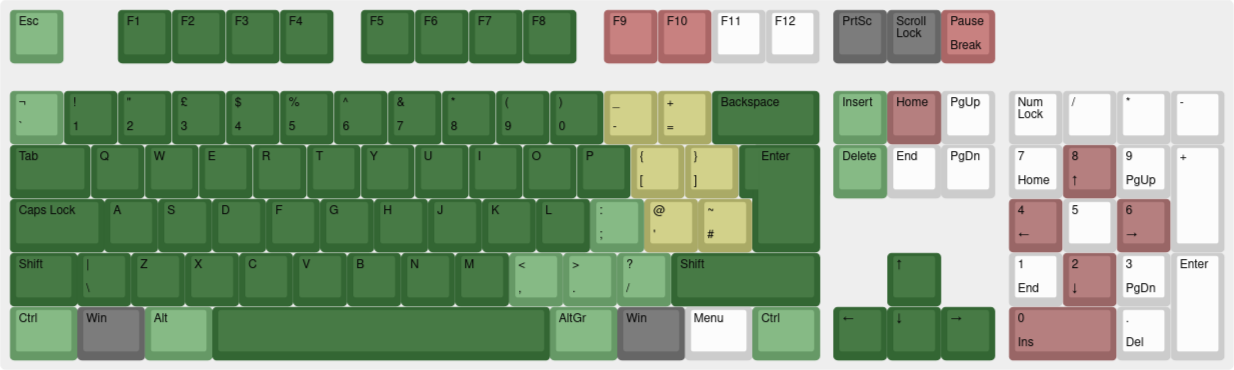 Esc F1 F2 F3 F4 F5 F6 F7 F8 F9 F10 F11 F12 PrtSc Scroll Pause
Lock Break
¬ ! " £ $ % ^ & * ( ) _ + Backspace Insert Home PgUp Num / * -
` 1 2 3 4 5 6 7 8 9 0 - = Lock
Tab Q W E R T Y U I O P { } Enter Delete End PgDn 7 8 9 +
[ ] Home ↑ PgUp
Caps Lock A S D F G H J K L : @ ~ 4 5 6
; ' # ← →
Shift | Z X C V B N M < > ? Shift ↑ 1 2 3 Enter
\ , . / End ↓ PgDn
Ctrl Win Alt AltGr Win Menu Ctrl ← ↓ → 0 .
Ins Del